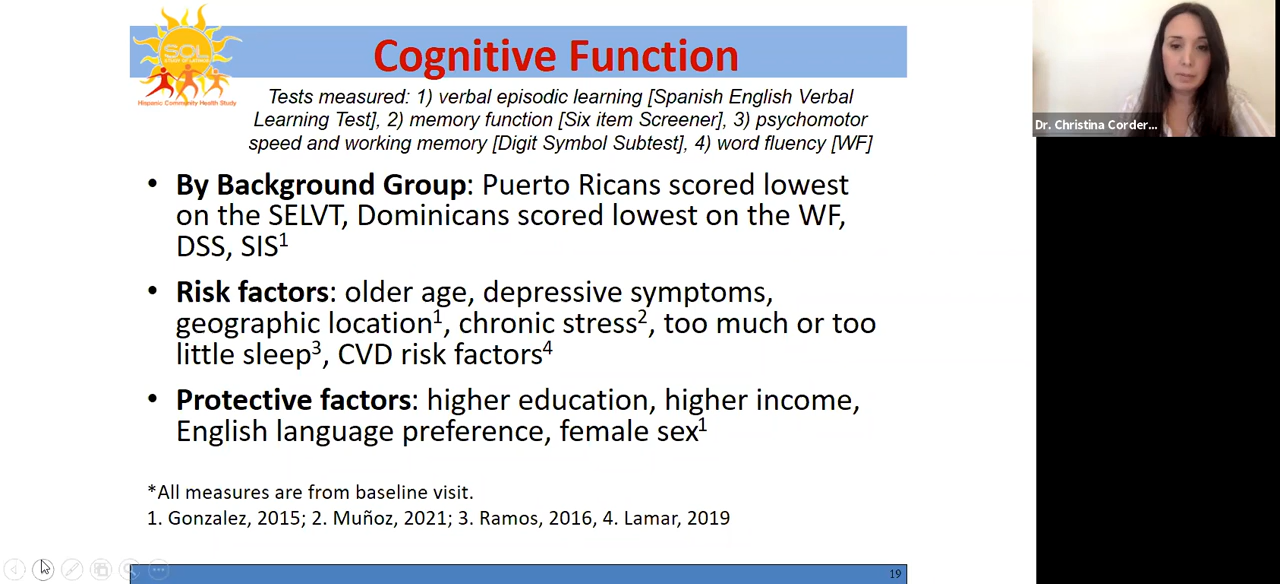 Cognitive Function
SOL
STUDY OF LATINOS
Hispanic Community Health Study
Tests measured: 1) verbal episodic learning [Spanish English Verbal
Learning Test], 2) memory function [Six item Screener], 3) psychomotor
speed and working memory [Digit Symbol Subtest], 4) word fluency [WF]
• By Background Group: Puerto Ricans scored lowest
on the SELVT, Dominicans scored lowest on the WF,
DSS, SIS1
• Risk factors: older age, depressive symptoms,
geographic location1, chronic stress2, too much or too
little sleep3, CVD risk factors4
• Protective factors: higher education, higher income,
English language preference, female sex1
*All measures are from baseline visit.
1. Gonzalez, 2015; 2. Muñoz, 2021; 3. Ramos, 2016, 4. Lamar, 2019
19
Dr. Christina Corder...